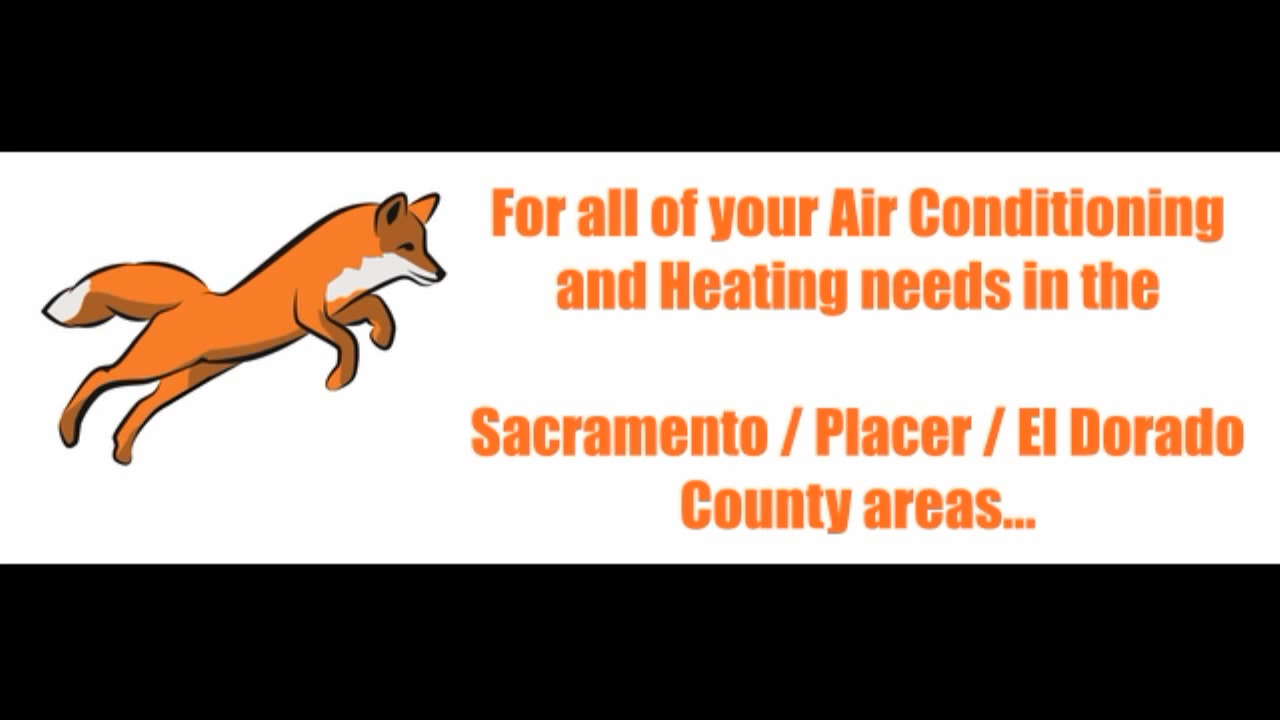 For all of your Air Conditioning
and Heating needs in the
Sacramento / Placer / El Dorado
County areas...